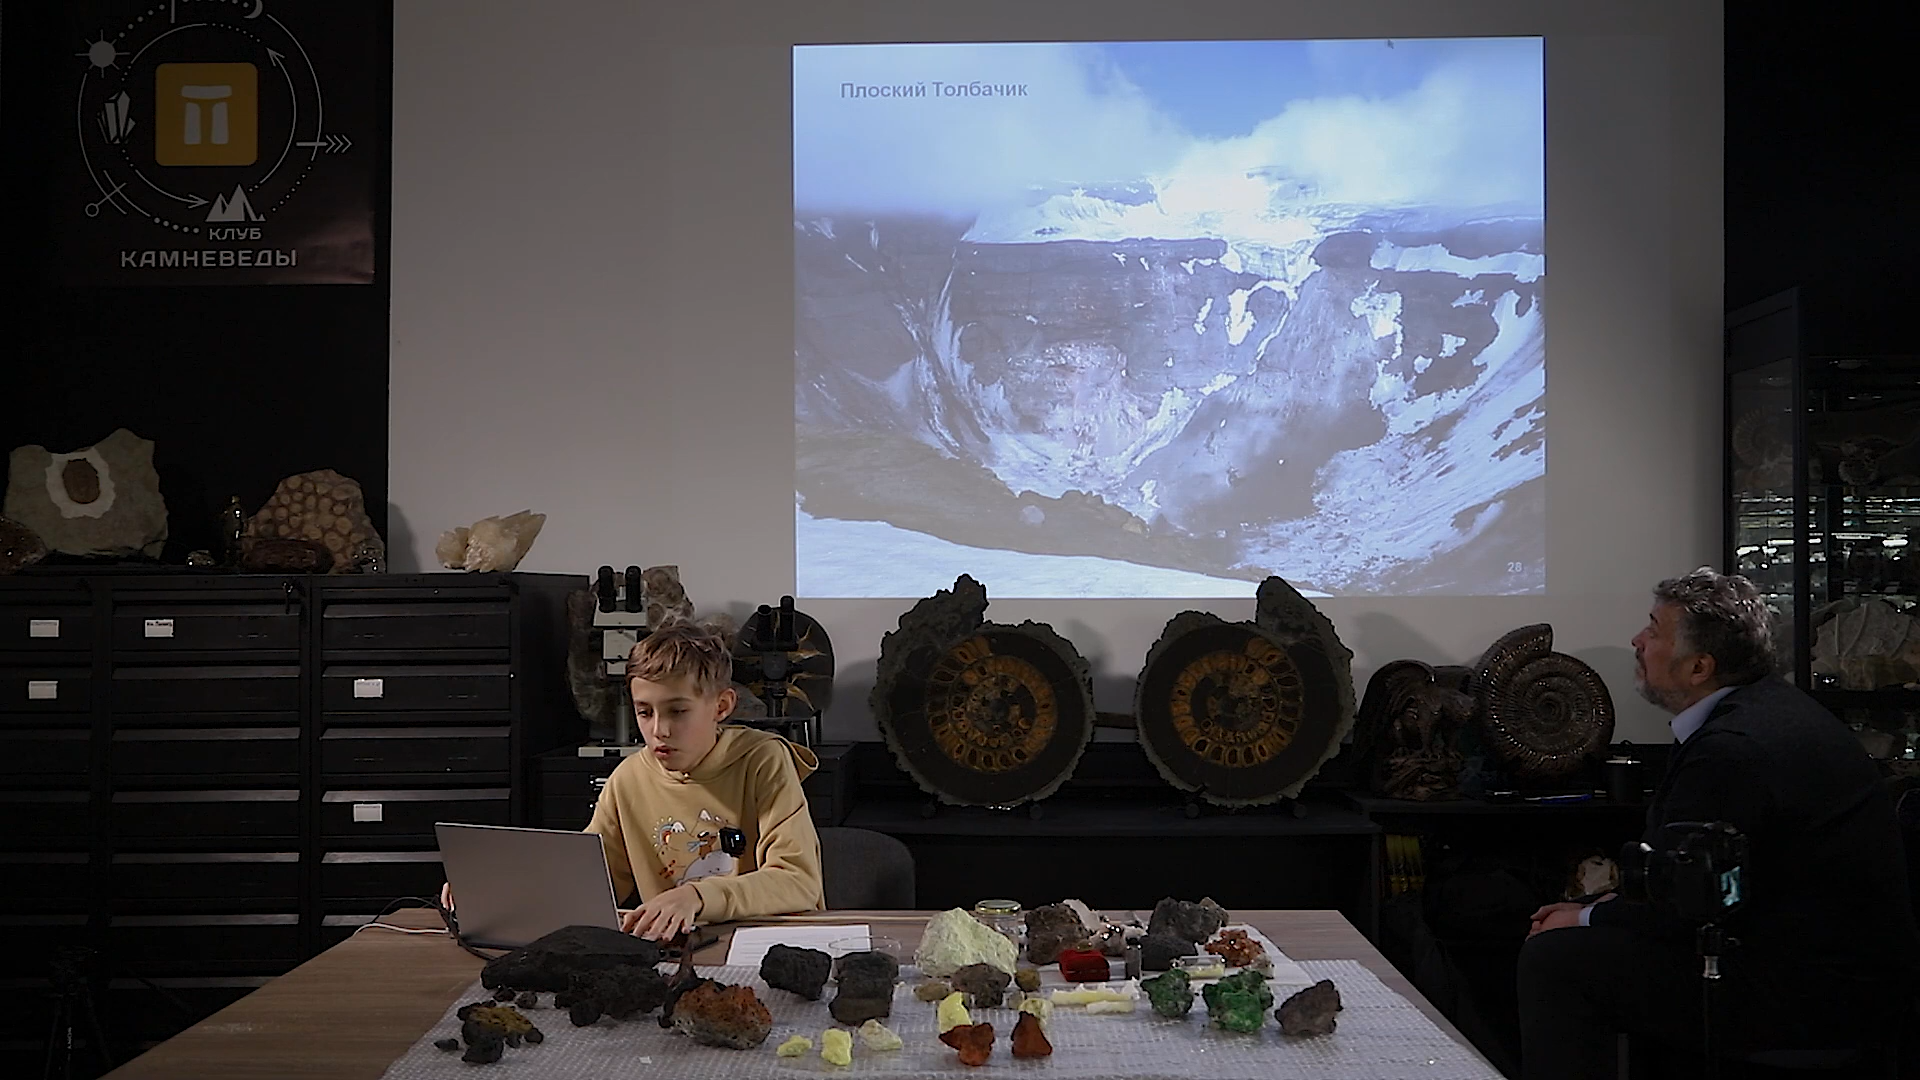 КЛУБ
КАМНЕВЕДЫ
Плоский Толбачик
28